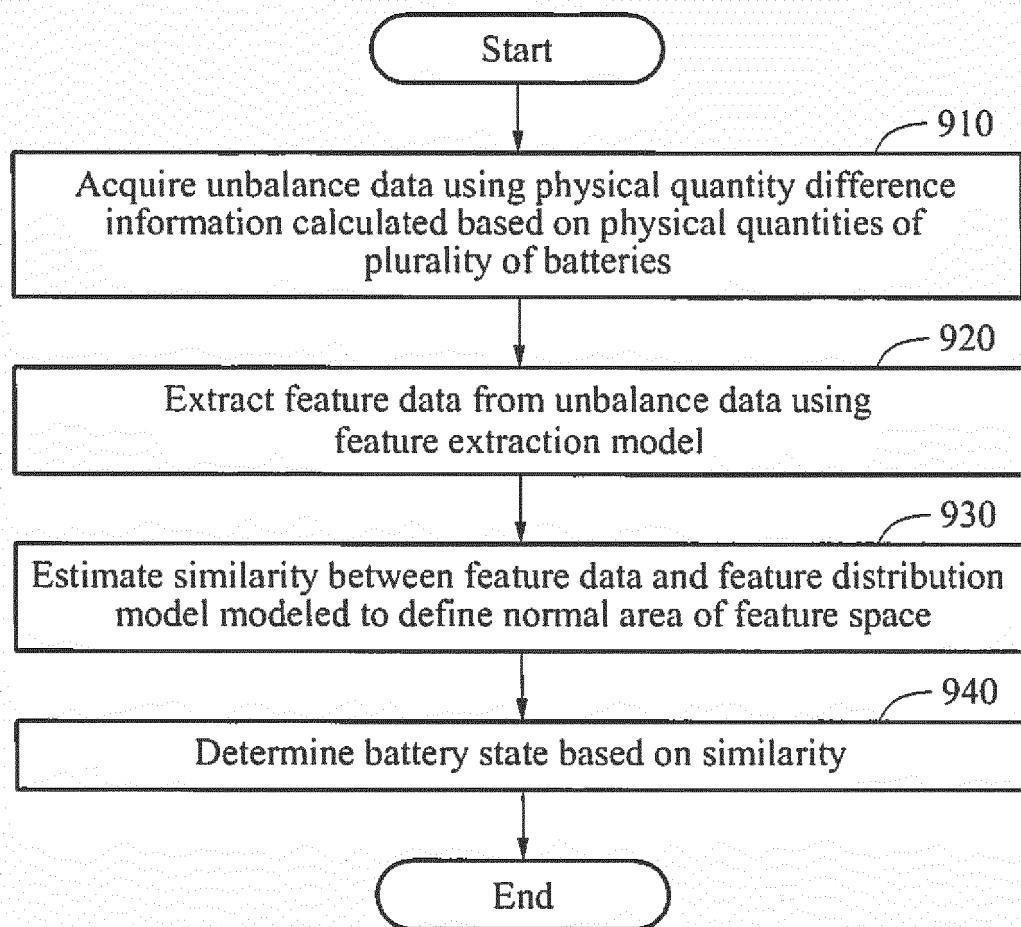 Start
910
Acquire unbalance data using physical quantity difference
information calculated based on physical quantities of
plurality of batteries
920
Extract feature data from unbalance data using
feature extraction model
930
Estimate similarity between feature data and feature distribution
model modeled to define normal area of feature space
940
Determine battery state based on similarity
End